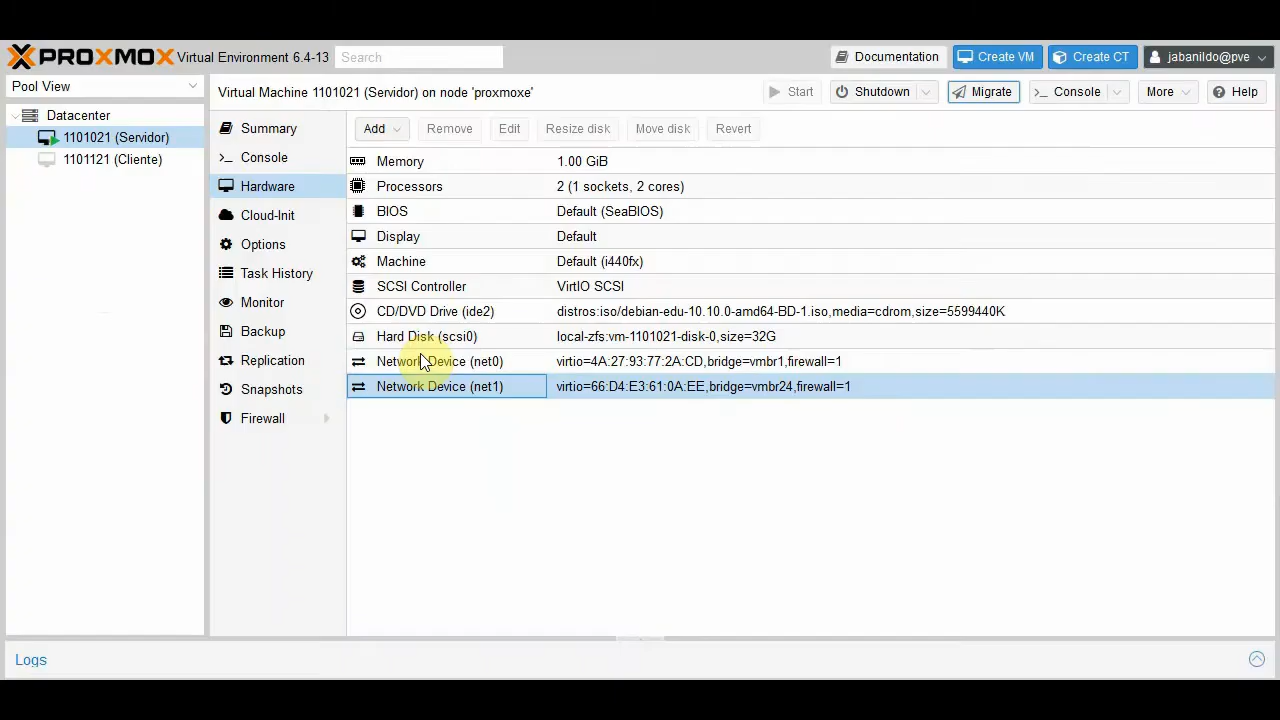 PROXMOX Virtual Environment 6.4-13 Search Documentation Create VM Create CT jabanildo@pve
Pool View
Virtual Machine 1101021 (Servidor) on node 'proxmoxe' Start Shutdown Migrate Console More Help
Datacenter
1101021 (Servidor)
1101121 (Cliente)
Summary
Console
Hardware
Cloud-Init
Options
Task History
Monitor
Backup
Replication
Snapshots
Firewall
Add Remove Edit Resize disk Move disk Revert
Memory 1.00 GiB
Processors 2 (1 sockets, 2 cores)
BIOS Default (SeaBIOS)
Display Default
Machine Default (i440fx)
SCSI Controller VirtIO SCSI
CD/DVD Drive (ide2) distros:iso/debian-edu-10.10.0-amd64-BD-1.iso,media=cdrom,size=5599440K
Hard Disk (scsi0) local-zfs:vm-1101021-disk-0,size=32G
Network Device (net0) virtio=4A:27:93:77:2A:CD,bridge=vmbr1,firewall=1
Network Device (net1) virtio=66:D4:E3:61:0A:EE,bridge=vmbr24,firewall=1
Logs